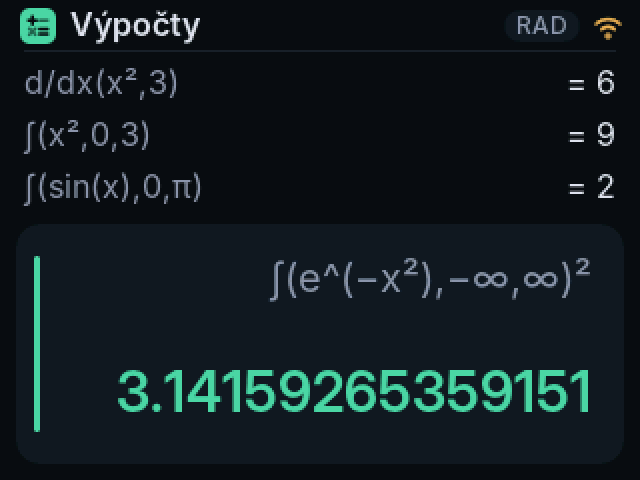 Výpočty RAD
d/dx(x²,3) = 6
∫(x²,0,3) = 9
∫(sin(x),0,π) = 2
∫(e^(−x²),−∞,∞)²
3.14159265359151